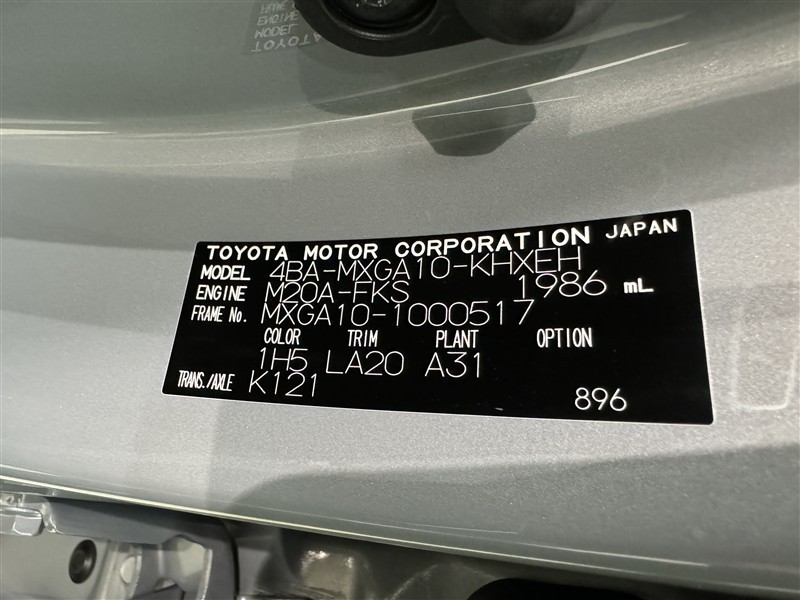 TOYOTA MOTOR CORPORATION JAPAN
MODEL 4BA-MXGA10-KHXEH
ENGINE M20A-FKS 1986 mL
FRAME No. MXGA10-1000517
COLOR TRIM PLANT OPTION
1H5 LA20 A31
TRANS./AXLE K121
896